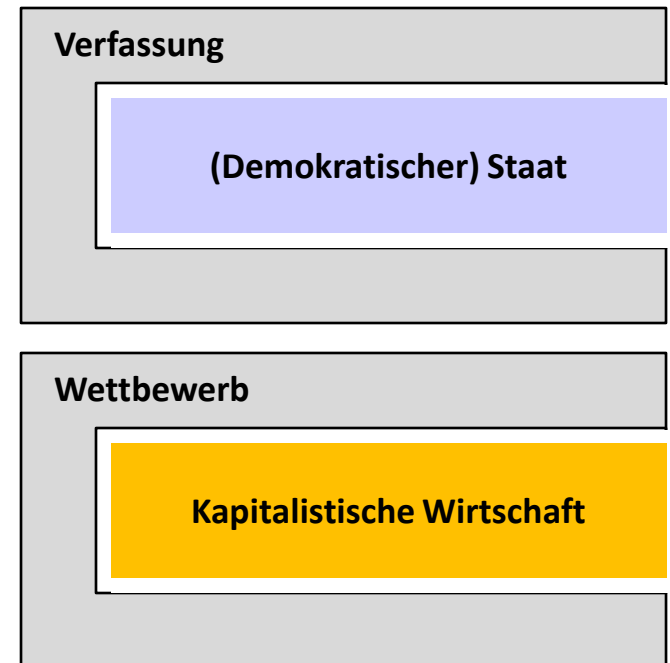 Verfassung
(Demokratischer) Staat
Wettbewerb
Kapitalistische Wirtschaft